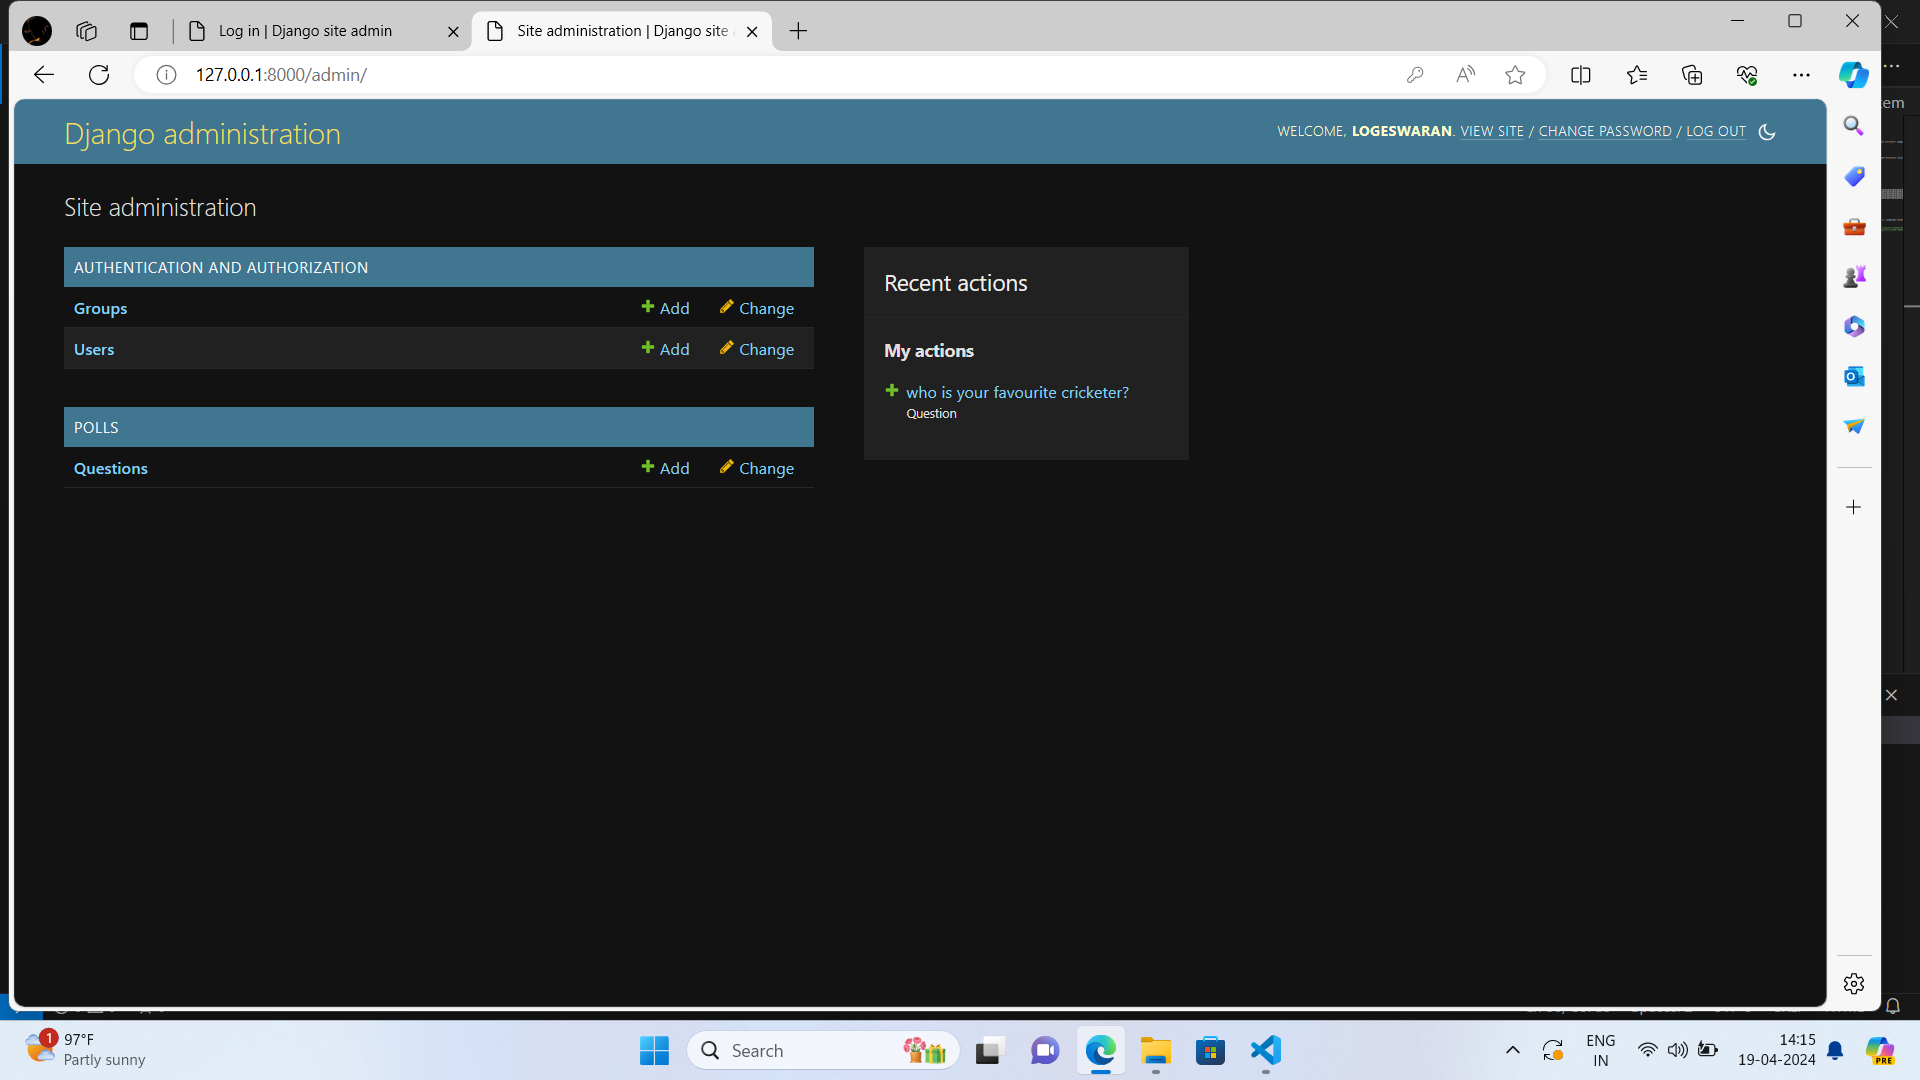 Log in | Django site admin
Site administration | Django site
127.0.0.1:8000/admin/
Django administration
WELCOME, LOGESWARAN. VIEW SITE / CHANGE PASSWORD / LOG OUT
Site administration
AUTHENTICATION AND AUTHORIZATION
Groups Add Change
Users Add Change
POLLS
Questions Add Change
Recent actions
My actions
who is your favourite cricketer?
Question
em
1
97°F
Partly sunny
Search
ENG
IN
14:15
19-04-2024
PRE